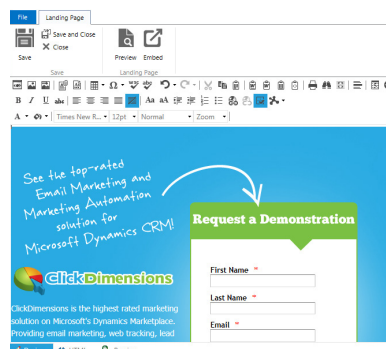 File Landing Page
Save and Close
Close
Save
Preview Embed
Save Landing Page
B I U abc Aa aA
A Times New R... 12pt Normal Zoom
See the top-rated
Email Marketing and
Marketing Automation
solution for
Microsoft Dynamics CRM!
Request a Demonstration
ClickDimensions
First Name *
Last Name *
Email *
ClickDimensions is the highest rated marketing
solution on Microsoft's Dynamics Marketplace.
Providing email marketing, web tracking, lead